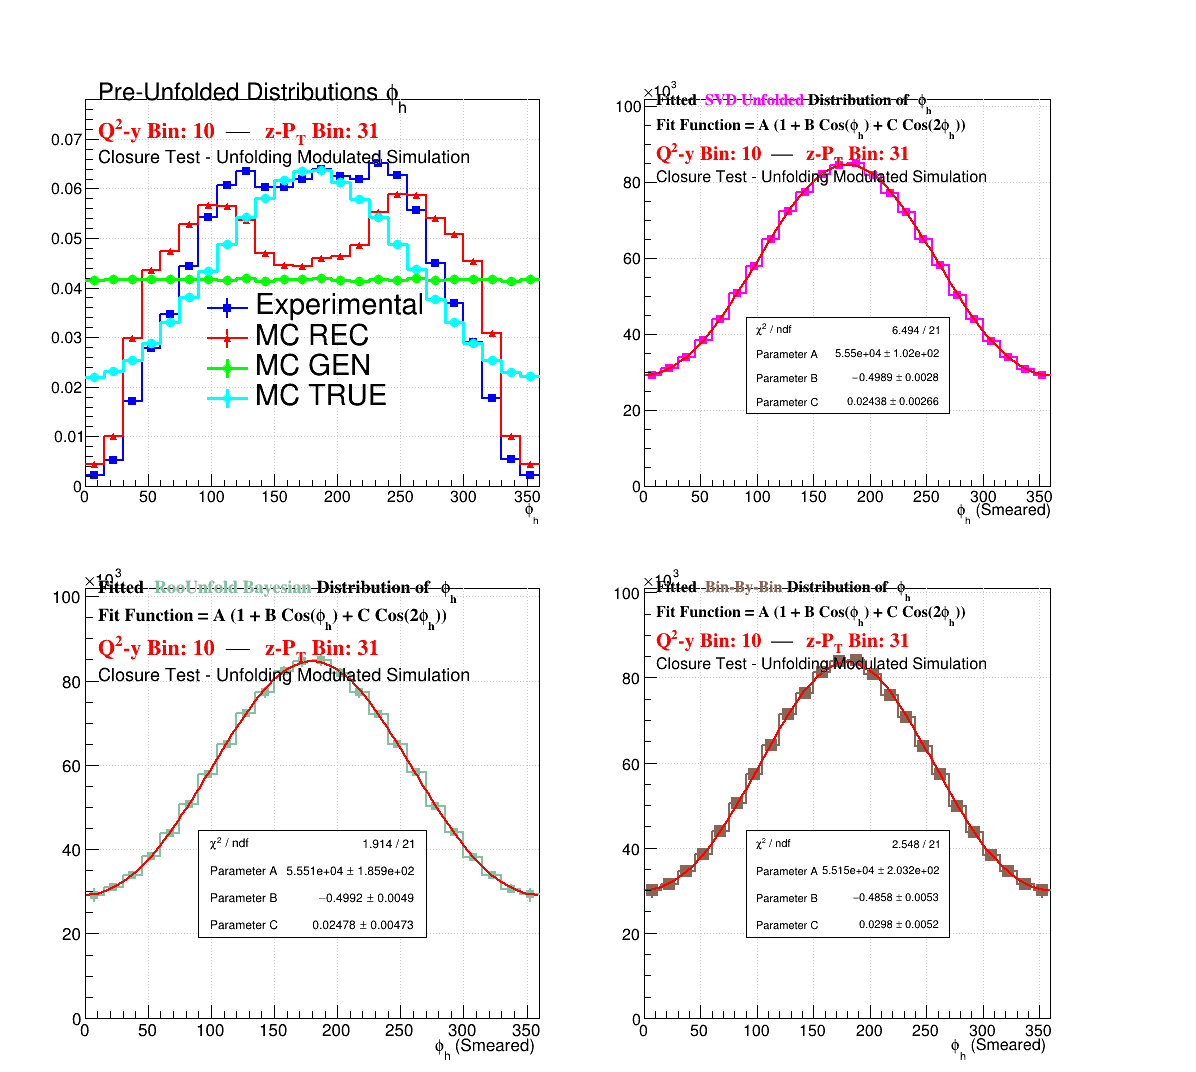 Pre-Unfolded Distributions ϕh
Q²-y Bin: 10 — z-PT Bin: 31
Closure Test - Unfolding Modulated Simulation
0.07
0.06
0.05
0.04
0.03
0.02
0.01
0
Experimental
MC REC
MC GEN
MC TRUE
0 50 100 150 200 250 300 350
ϕh
×10³
Fitted SVD Unfolded Distribution of ϕh
Fit Function = A (1 + B Cos(ϕh) + C Cos(2ϕh))
Q²-y Bin: 10 — z-PT Bin: 31
Closure Test - Unfolding Modulated Simulation
100
80
60
40
20
0
χ² / ndf 6.494 / 21
Parameter A 5.55e+04 ± 1.02e+02
Parameter B −0.4989 ± 0.0028
Parameter C 0.02438 ± 0.00266
0 50 100 150 200 250 300 350
ϕh (Smeared)
×10³
Fitted RooUnfold Bayesian Distribution of ϕh
Fit Function = A (1 + B Cos(ϕh) + C Cos(2ϕh))
Q²-y Bin: 10 — z-PT Bin: 31
Closure Test - Unfolding Modulated Simulation
100
80
60
40
20
0
χ² / ndf 1.914 / 21
Parameter A 5.551e+04 ± 1.859e+02
Parameter B −0.4992 ± 0.0049
Parameter C 0.02478 ± 0.00473
0 50 100 150 200 250 300 350
ϕh (Smeared)
×10³
Fitted Bin-By-Bin Distribution of ϕh
Fit Function = A (1 + B Cos(ϕh) + C Cos(2ϕh))
Q²-y Bin: 10 — z-PT Bin: 31
Closure Test - Unfolding Modulated Simulation
100
80
60
40
20
0
χ² / ndf 2.548 / 21
Parameter A 5.515e+04 ± 2.032e+02
Parameter B −0.4858 ± 0.0053
Parameter C 0.0298 ± 0.0052
0 50 100 150 200 250 300 350
ϕh (Smeared)